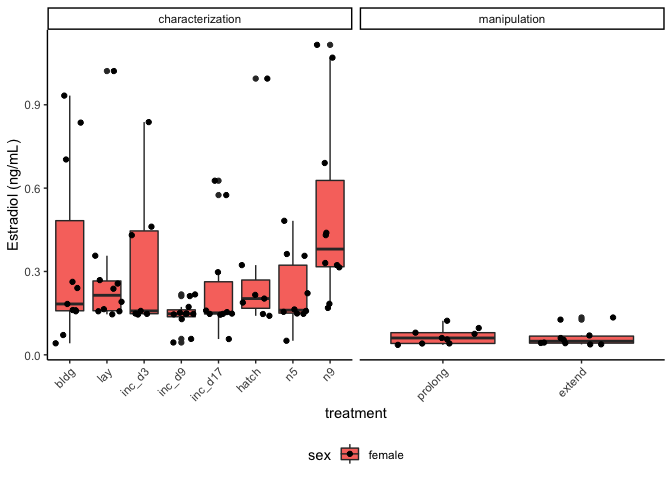 characterization
manipulation
Estradiol (ng/mL)
0.9
0.6
0.3
0.0
bldg
lay
inc_d3
inc_d9
inc_d17
hatch
n5
n9
prolong
extend
treatment
sex
female